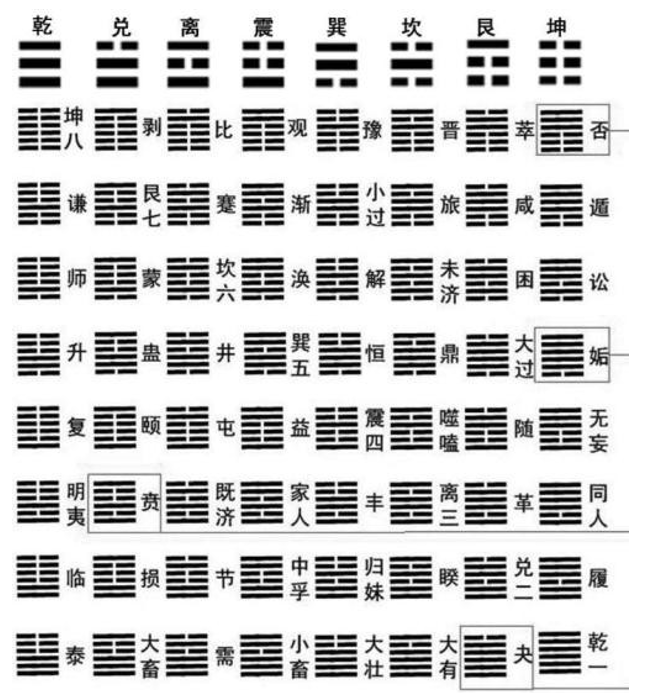 乾 兑 离 震 巽 坎 艮 坤
坤八 剥 比 观 豫 晋 萃 否
谦 艮七 蹇 渐 小过 旅 咸 遁
师 蒙 坎六 涣 解 未济 困 讼
升 蛊 井 巽五 恒 鼎 大过 姤
复 颐 屯 益 震四 噬嗑 随 无妄
明夷 贲 既济 家人 丰 离三 革 同人
临 损 节 中孚 归妹 睽 兑二 履
泰 大畜 需 小畜 大壮 大有 夬 乾一